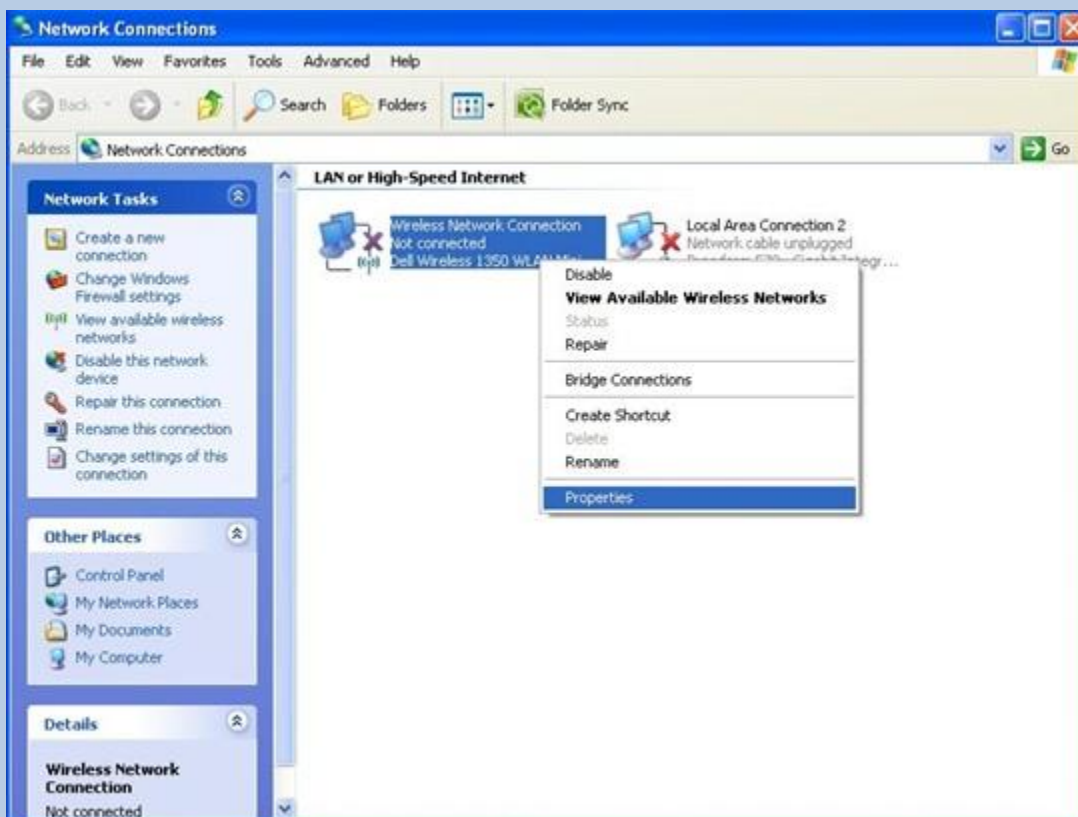 Network Connections
File Edit View Favorites Tools Advanced Help
Back Search Folders Folder Sync
Address Network Connections Go
Network Tasks
Create a new
connection
Change Windows
Firewall settings
View available wireless
networks
Disable this network
device
Repair this connection
Rename this connection
Change settings of this
connection
Other Places
Control Panel
My Network Places
My Documents
My Computer
Details
Wireless Network
Connection
Not connected
LAN or High-Speed Internet
Wireless Network Connection
Not connected
Dell Wireless 1350 WLAN Mini
Local Area Connection 2
Network cable unplugged
Disable
View Available Wireless Networks
Status
Repair
Bridge Connections
Create Shortcut
Delete
Rename
Properties